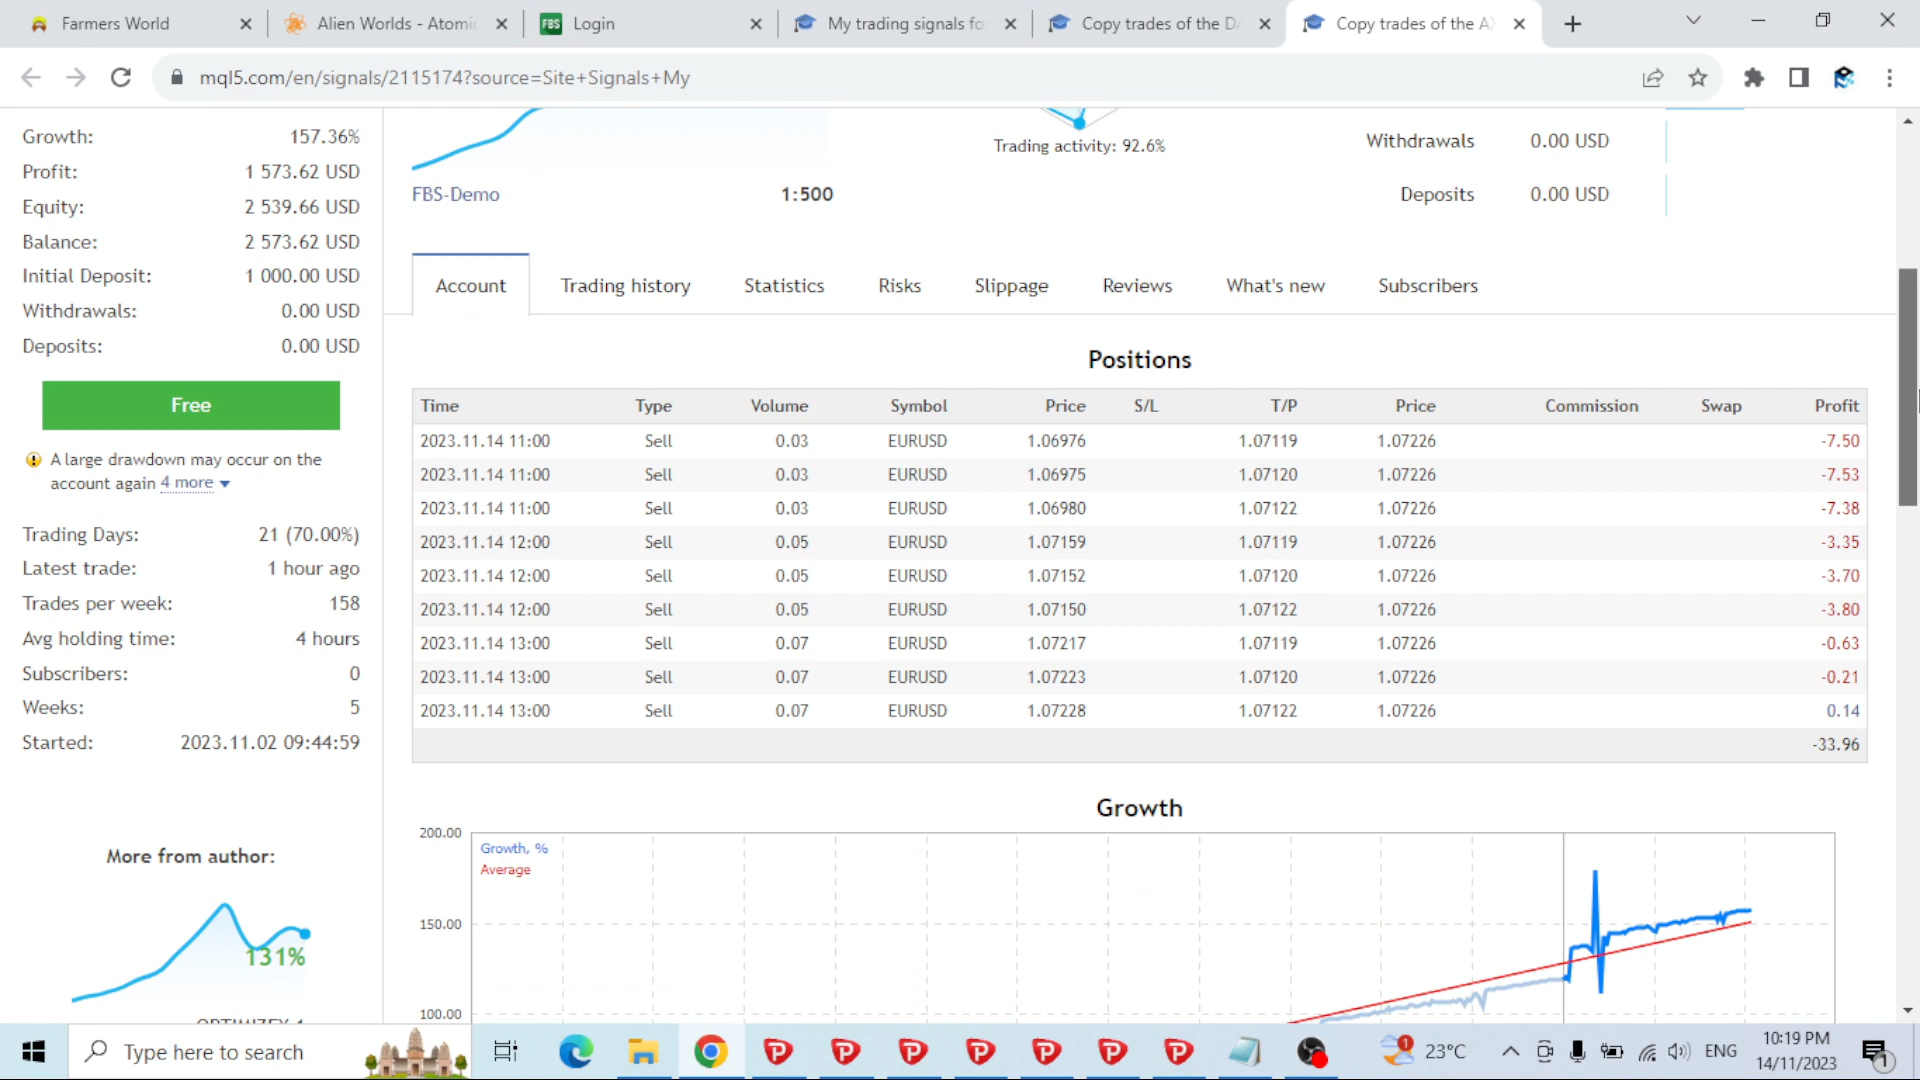 Farmers World
Alien Worlds - Atomic
FBS Login
My trading signals fo
Copy trades of the D
Copy trades of the A
mql5.com/en/signals/2115174?source=Site+Signals+My
Growth: 157.36%
Profit: 1 573.62 USD
Equity: 2 539.66 USD
Balance: 2 573.62 USD
Initial Deposit: 1 000.00 USD
Withdrawals: 0.00 USD
Deposits: 0.00 USD
Free
A large drawdown may occur on the
account again 4 more
Trading Days: 21 (70.00%)
Latest trade: 1 hour ago
Trades per week: 158
Avg holding time: 4 hours
Subscribers: 0
Weeks: 5
Started: 2023.11.02 09:44:59
More from author:
131%
Trading activity: 92.6%
FBS-Demo 1:500
Withdrawals 0.00 USD
Deposits 0.00 USD
Account Trading history Statistics Risks Slippage Reviews What's new Subscribers
Positions
Time Type Volume Symbol Price S/L T/P Price Commission Swap Profit
2023.11.14 11:00 Sell 0.03 EURUSD 1.06976 1.07119 1.07226 -7.50
2023.11.14 11:00 Sell 0.03 EURUSD 1.06975 1.07120 1.07226 -7.53
2023.11.14 11:00 Sell 0.03 EURUSD 1.06980 1.07122 1.07226 -7.38
2023.11.14 12:00 Sell 0.05 EURUSD 1.07159 1.07119 1.07226 -3.35
2023.11.14 12:00 Sell 0.05 EURUSD 1.07152 1.07120 1.07226 -3.70
2023.11.14 12:00 Sell 0.05 EURUSD 1.07150 1.07122 1.07226 -3.80
2023.11.14 13:00 Sell 0.07 EURUSD 1.07217 1.07119 1.07226 -0.63
2023.11.14 13:00 Sell 0.07 EURUSD 1.07223 1.07120 1.07226 -0.21
2023.11.14 13:00 Sell 0.07 EURUSD 1.07228 1.07122 1.07226 0.14
-33.96
Growth
200.00
Growth, %
Average
150.00
100.00
Type here to search
1
23°C
ENG
10:19 PM
14/11/2023
1